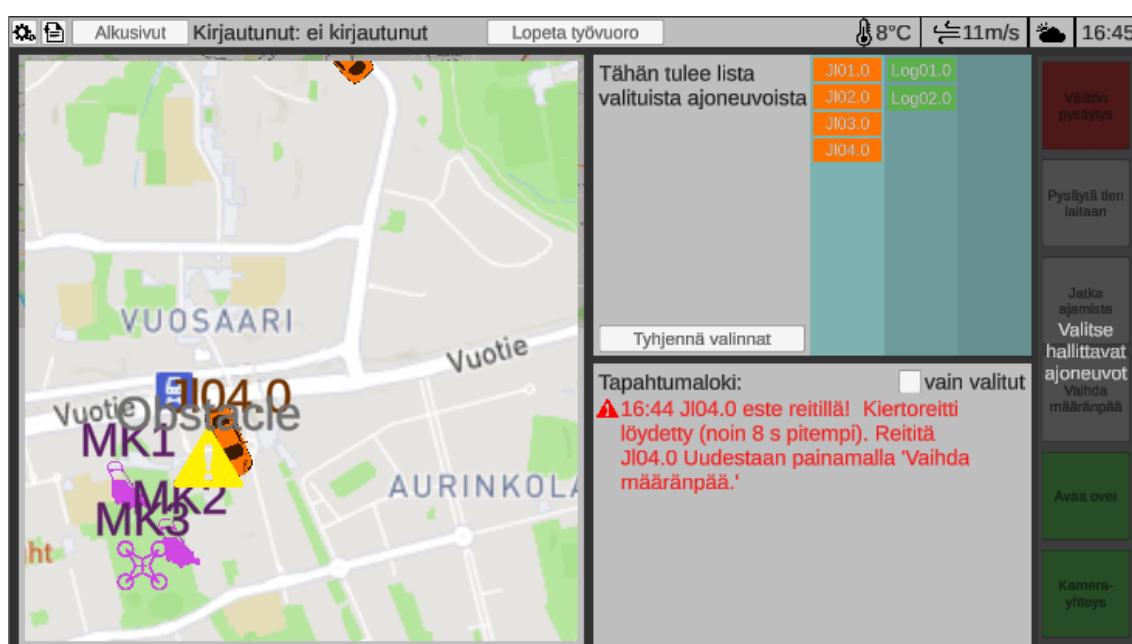 Alkusivut
Kirjautunut: ei kirjautunut
Lopeta työvuoro
8°C
11m/s
16:45
VUOSAARI
Vuotie
Jl04.0
Vuotie
Obstacle
MK1
MK2
MK3
AURINKOL
ht
Tähän tulee lista
valituista ajoneuvoista
Jl01.0
Jl02.0
Jl03.0
Jl04.0
Log01.0
Log02.0
Tyhjennä valinnat
Tapahtumaloki:
vain valitut
16:44 Jl04.0 este reitillä! Kiertoreitti
löydetty (noin 8 s pitempi). Reititä
Jl04.0 Uudestaan painamalla 'Vaihda
määränpää.'
Välitön
pysäytys
Pysäytä tien
laitaan
Jatka
ajamista
Valitse
hallittavat
ajoneuvot
Vaihda
määränpää
Avaa ovet
Kamera-
yhteys